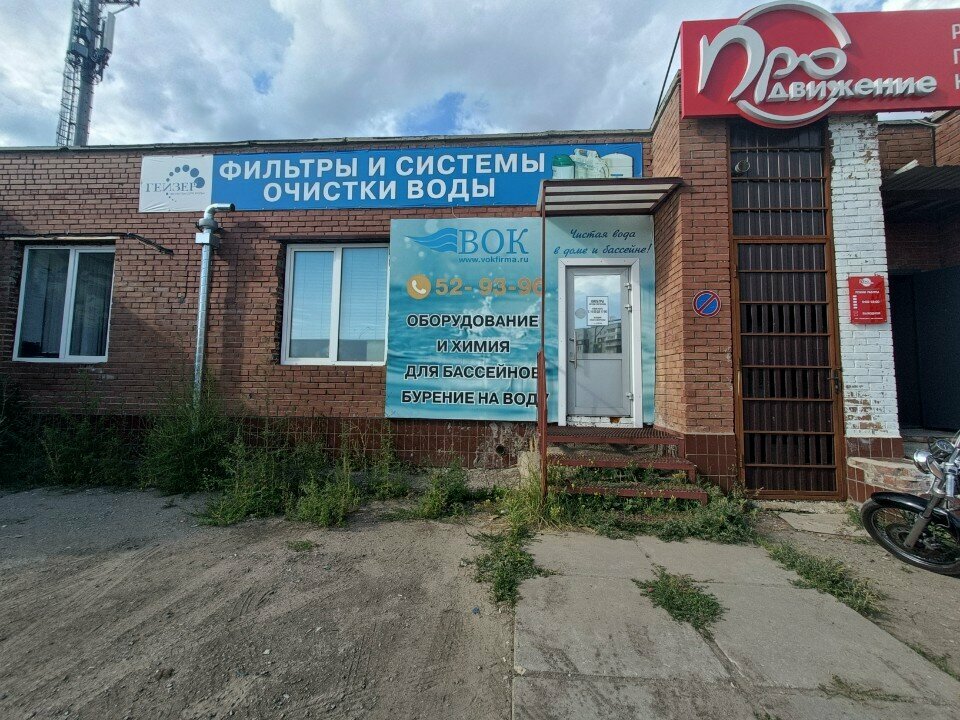 ГЕЙЗЕР
ФИЛЬТРЫ И СИСТЕМЫ
ОЧИСТКИ ВОДЫ
ВОК
www.vokfirma.ru
52-93-96
ОБОРУДОВАНИЕ
И ХИМИЯ
ДЛЯ БАССЕЙНОВ
БУРЕНИЕ НА ВОДУ
Чистая вода
в доме и бассейне!
ПРО
ДВИЖЕНИЕ